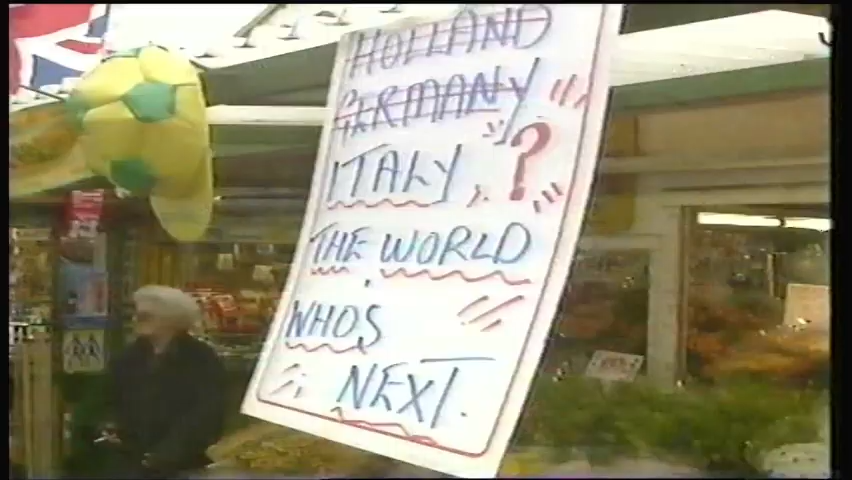 HOLLAND
GERMANY
ITALY, ?
THE WORLD
WHO'S
NEXT.